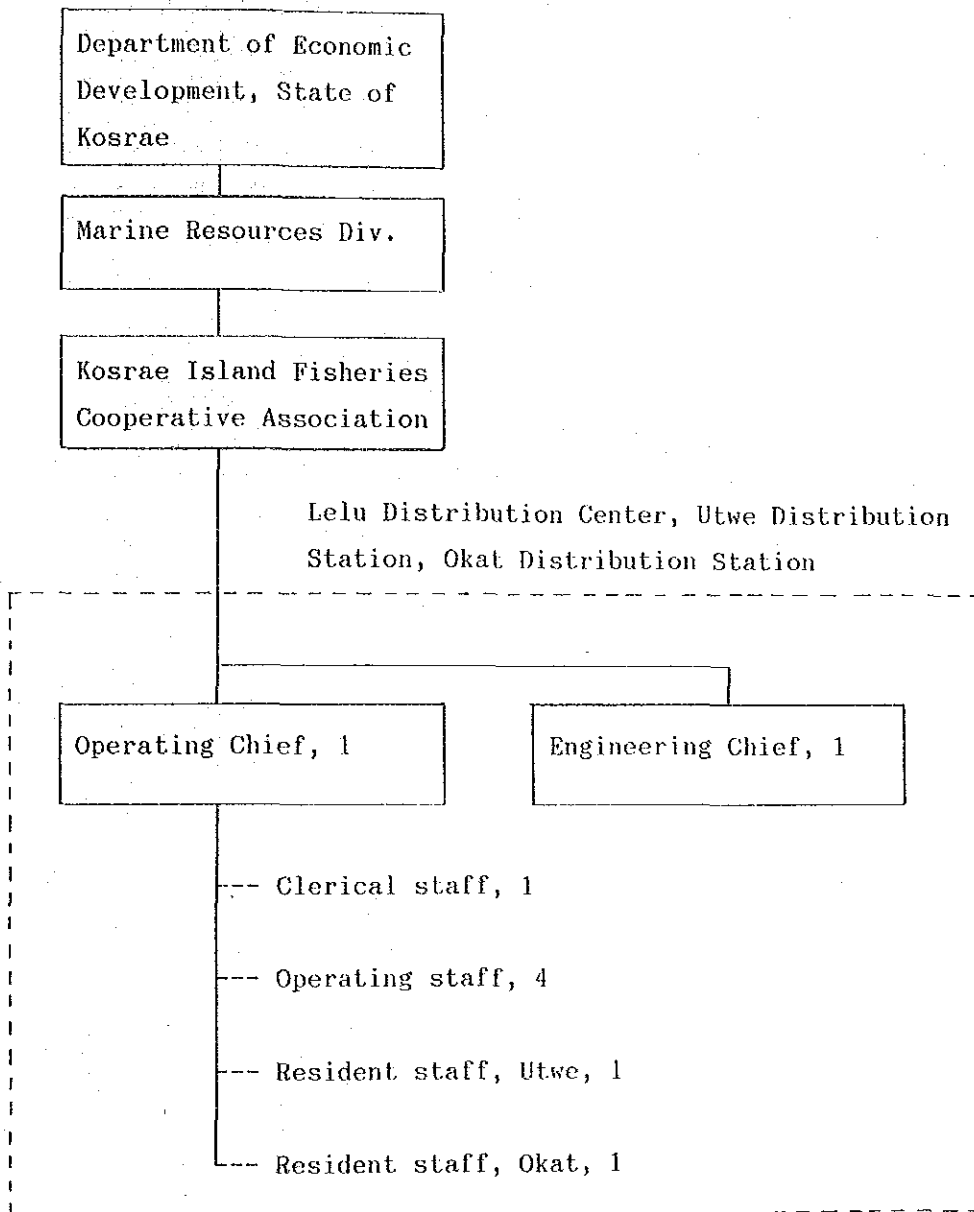 Department of Economic
Development, State of
Kosrae
Marine Resources Div.
Kosrae Island Fisheries
Cooperative Association
Lelu Distribution Center, Utwe Distribution
Station, Okat Distribution Station
Operating Chief, 1
Engineering Chief, 1
--- Clerical staff, 1
--- Operating staff, 4
--- Resident staff, Utwe, 1
--- Resident staff, Okat, 1